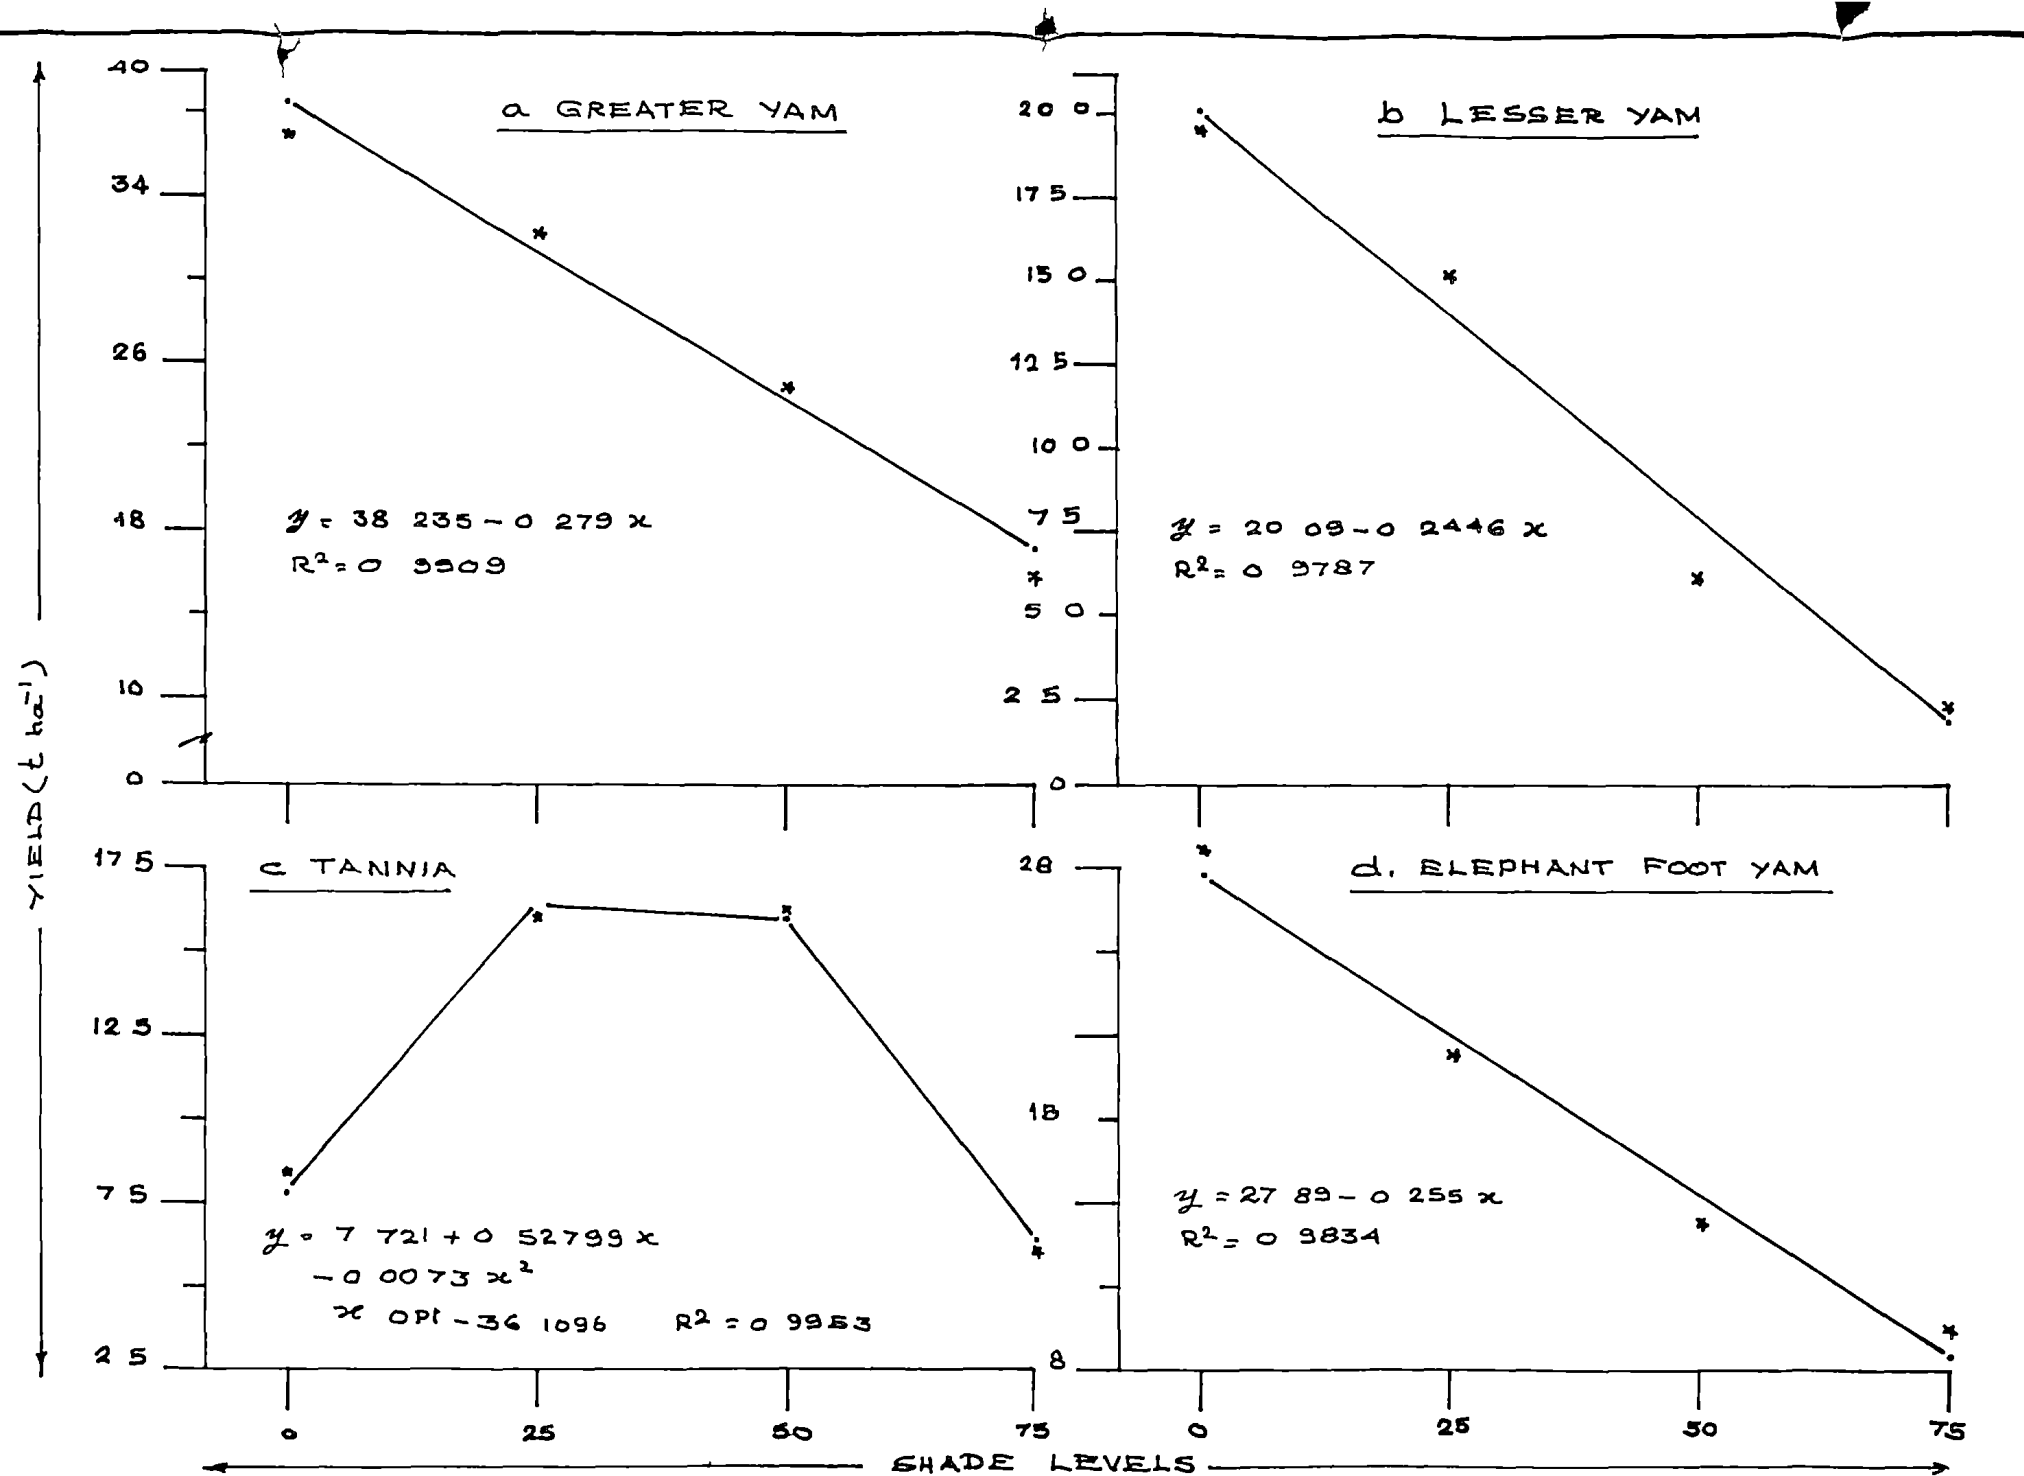 a GREATER YAM
40
34
26
18
10
0
y = 38 235 - 0 279 x
R² = 0 9909
b LESSER YAM
20 0
17 5
15 0
12 5
10 0
7 5
5 0
2 5
0
y = 20 09 - 0 2446 x
R² = 0 9787
c TANNIA
17 5
12 5
7 5
2 5
y = 7 721 + 0 52799 x
- 0 0073 x²
x OPt - 36 1096 R² = 0 9953
0 25 50 75
d. ELEPHANT FOOT YAM
28
18
8
y = 27 89 - 0 255 x
R² = 0 9834
0 25 50 75
YIELD (t ha⁻¹)
SHADE LEVELS